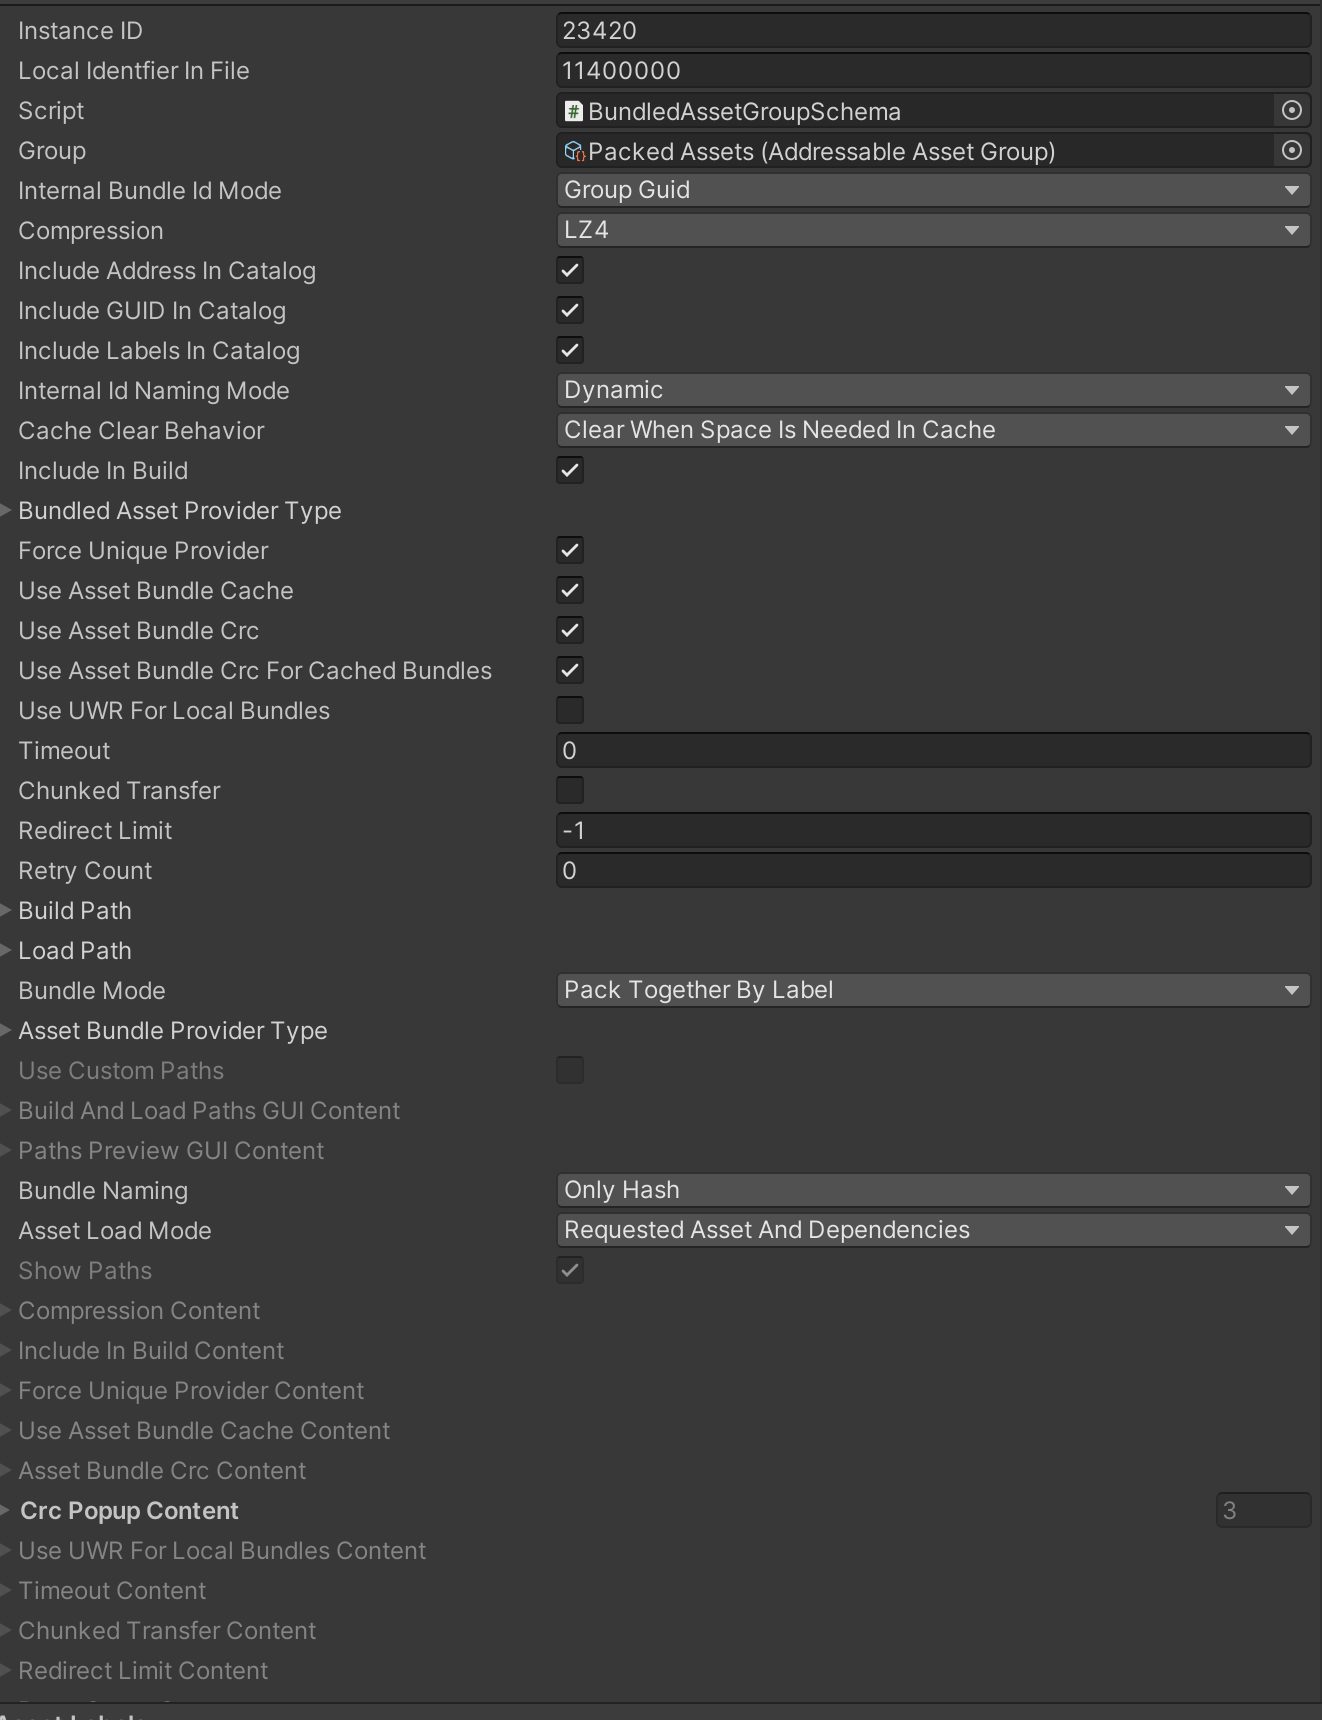 Instance ID 23420
Local Identfier In File 11400000
Script # BundledAssetGroupSchema
Group Packed Assets (Addressable Asset Group)
Internal Bundle Id Mode Group Guid
Compression LZ4
Include Address In Catalog
Include GUID In Catalog
Include Labels In Catalog
Internal Id Naming Mode Dynamic
Cache Clear Behavior Clear When Space Is Needed In Cache
Include In Build
Bundled Asset Provider Type
Force Unique Provider
Use Asset Bundle Cache
Use Asset Bundle Crc
Use Asset Bundle Crc For Cached Bundles
Use UWR For Local Bundles
Timeout 0
Chunked Transfer
Redirect Limit -1
Retry Count 0
Build Path
Load Path
Bundle Mode Pack Together By Label
Asset Bundle Provider Type
Use Custom Paths
Build And Load Paths GUI Content
Paths Preview GUI Content
Bundle Naming Only Hash
Asset Load Mode Requested Asset And Dependencies
Show Paths
Compression Content
Include In Build Content
Force Unique Provider Content
Use Asset Bundle Cache Content
Asset Bundle Crc Content
Crc Popup Content 3
Use UWR For Local Bundles Content
Timeout Content
Chunked Transfer Content
Redirect Limit Content